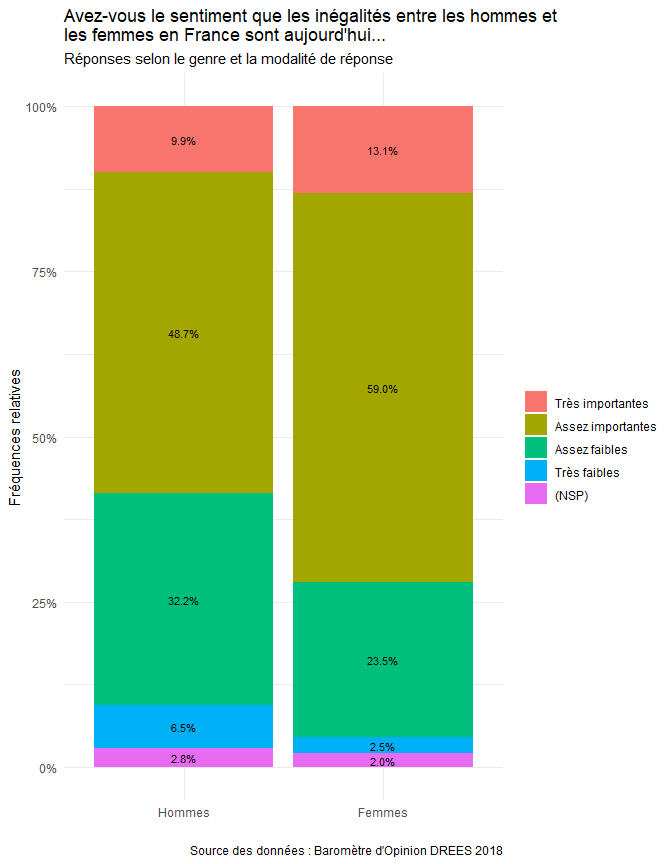 Avez-vous le sentiment que les inégalités entre les hommes et
les femmes en France sont aujourd'hui...
Réponses selon le genre et la modalité de réponse
Fréquences relatives
100%
75%
50%
25%
0%
9.9%
48.7%
32.2%
6.5%
2.8%
13.1%
59.0%
23.5%
2.5%
2.0%
Hommes
Femmes
Très importantes
Assez importantes
Assez faibles
Très faibles
(NSP)
Source des données : Baromètre d'Opinion DREES 2018